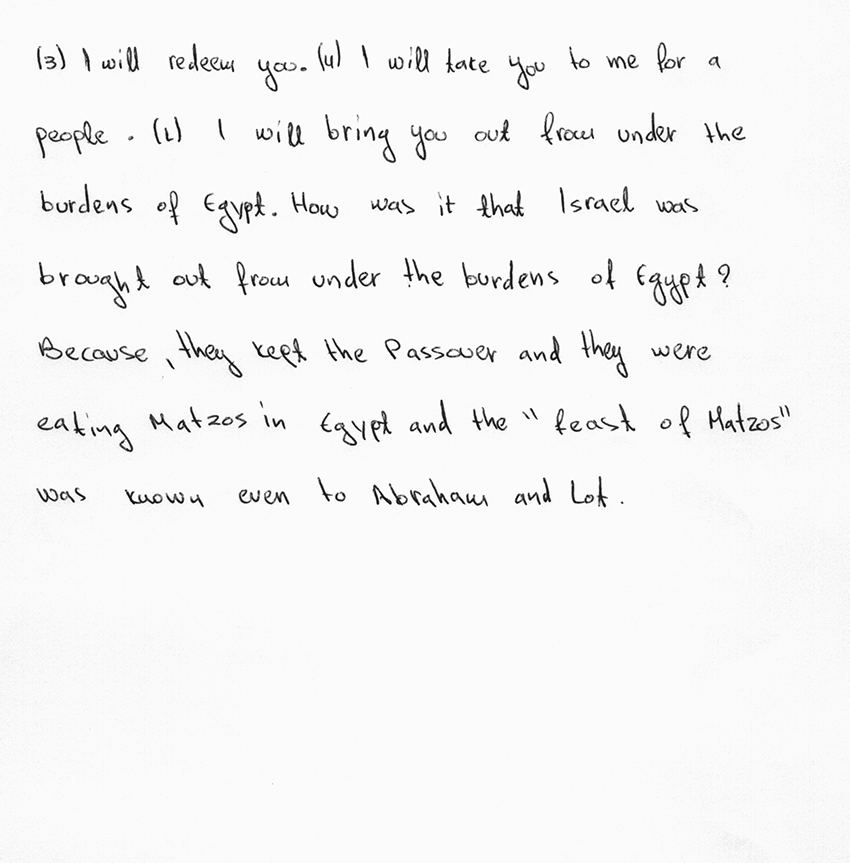 (3) I will redeem you. (4) I will take you to me for a
people. (L) I will bring you out from under the
burdens of Egypt. How was it that Israel was
brought out from under the burdens of Egypt?
Because, they kept the Passover and they were
eating Matzos in Egypt and the "feast of Matzos"
was known even to Abraham and Lot.